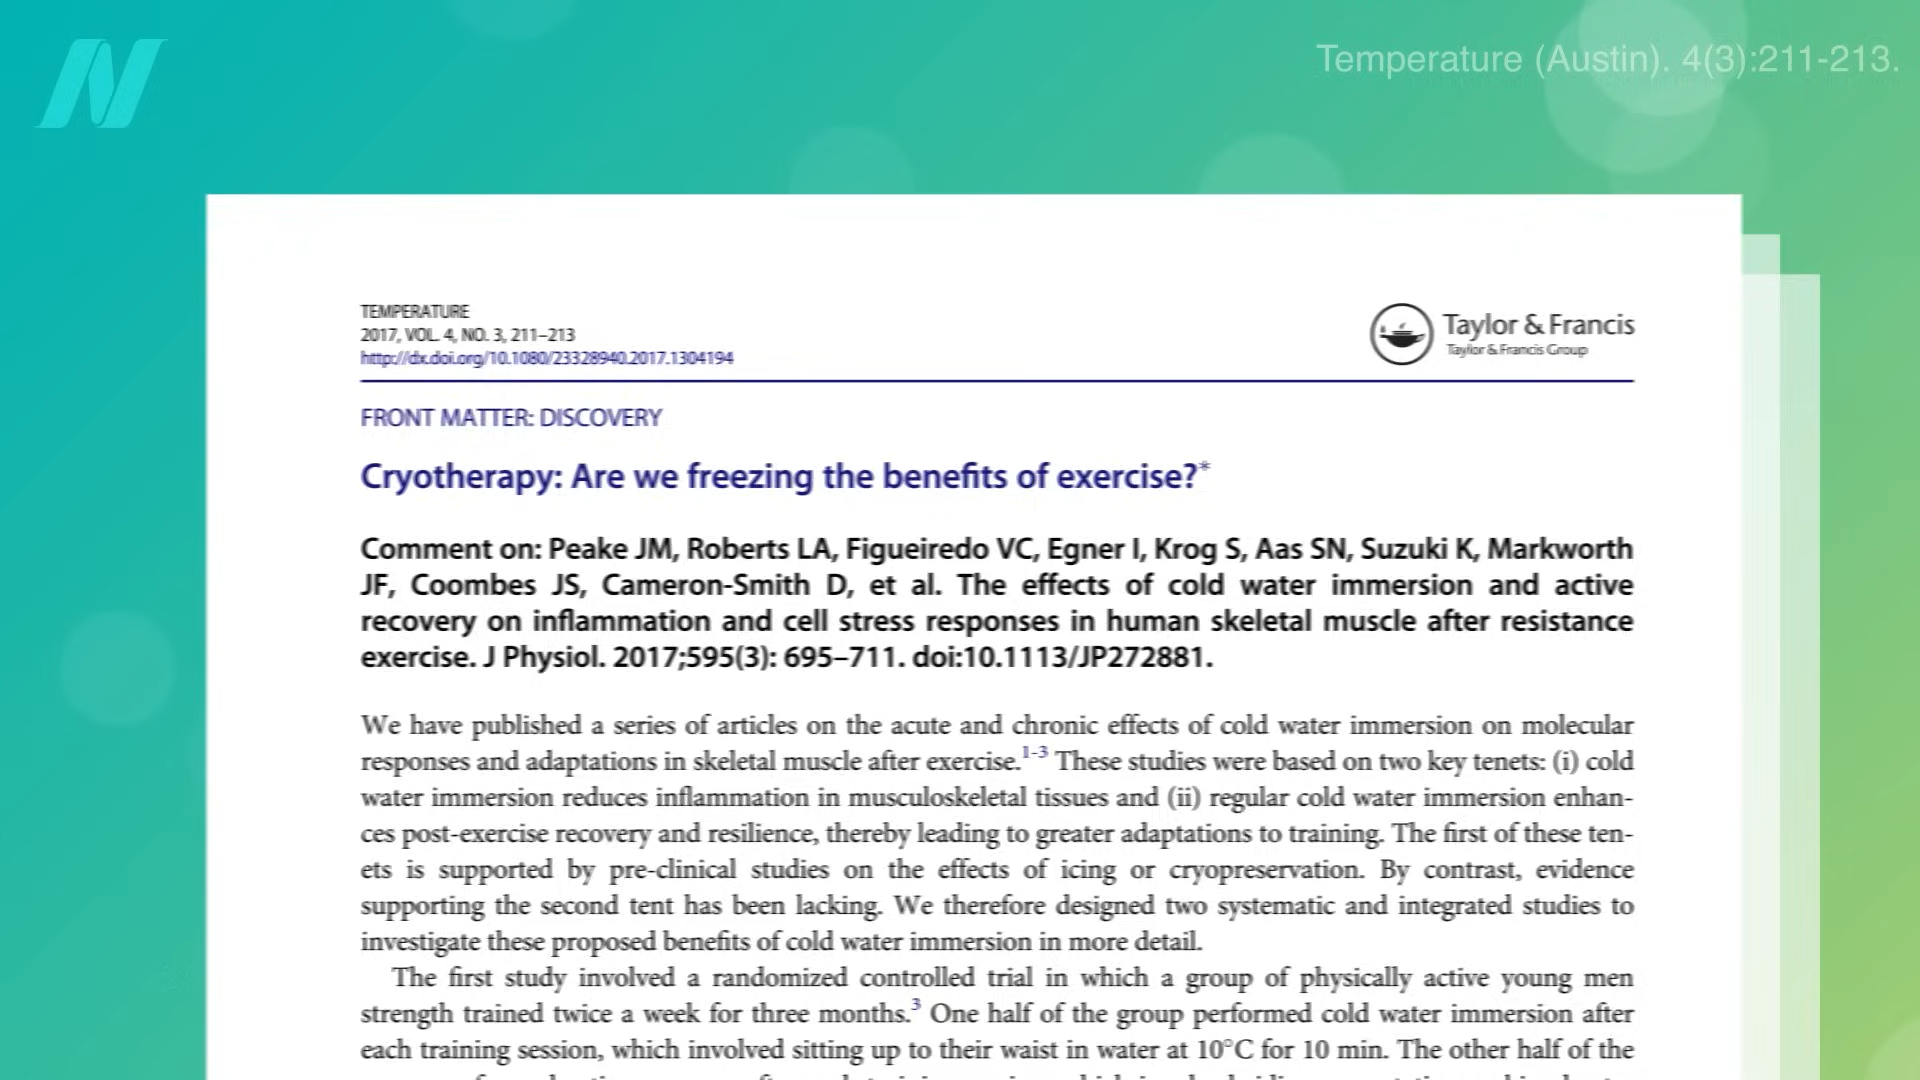 N
Temperature (Austin). 4(3):211-213.
TEMPERATURE
2017, VOL. 4, NO. 3, 211–213
http://dx.doi.org/10.1080/23328940.2017.1304194
Taylor & Francis
Taylor & Francis Group
FRONT MATTER: DISCOVERY
Cryotherapy: Are we freezing the benefits of exercise?*
Comment on: Peake JM, Roberts LA, Figueiredo VC, Egner I, Krog S, Aas SN, Suzuki K, Markworth
JF, Coombes JS, Cameron-Smith D, et al. The effects of cold water immersion and active
recovery on inflammation and cell stress responses in human skeletal muscle after resistance
exercise. J Physiol. 2017;595(3): 695–711. doi:10.1113/JP272881.
We have published a series of articles on the acute and chronic effects of cold water immersion on molecular
responses and adaptations in skeletal muscle after exercise.1-3 These studies were based on two key tenets: (i) cold
water immersion reduces inflammation in musculoskeletal tissues and (ii) regular cold water immersion enhan-
ces post-exercise recovery and resilience, thereby leading to greater adaptations to training. The first of these ten-
ets is supported by pre-clinical studies on the effects of icing or cryopreservation. By contrast, evidence
supporting the second tent has been lacking. We therefore designed two systematic and integrated studies to
investigate these proposed benefits of cold water immersion in more detail.
The first study involved a randomized controlled trial in which a group of physically active young men
strength trained twice a week for three months.3 One half of the group performed cold water immersion after
each training session, which involved sitting up to their waist in water at 10°C for 10 min. The other half of the